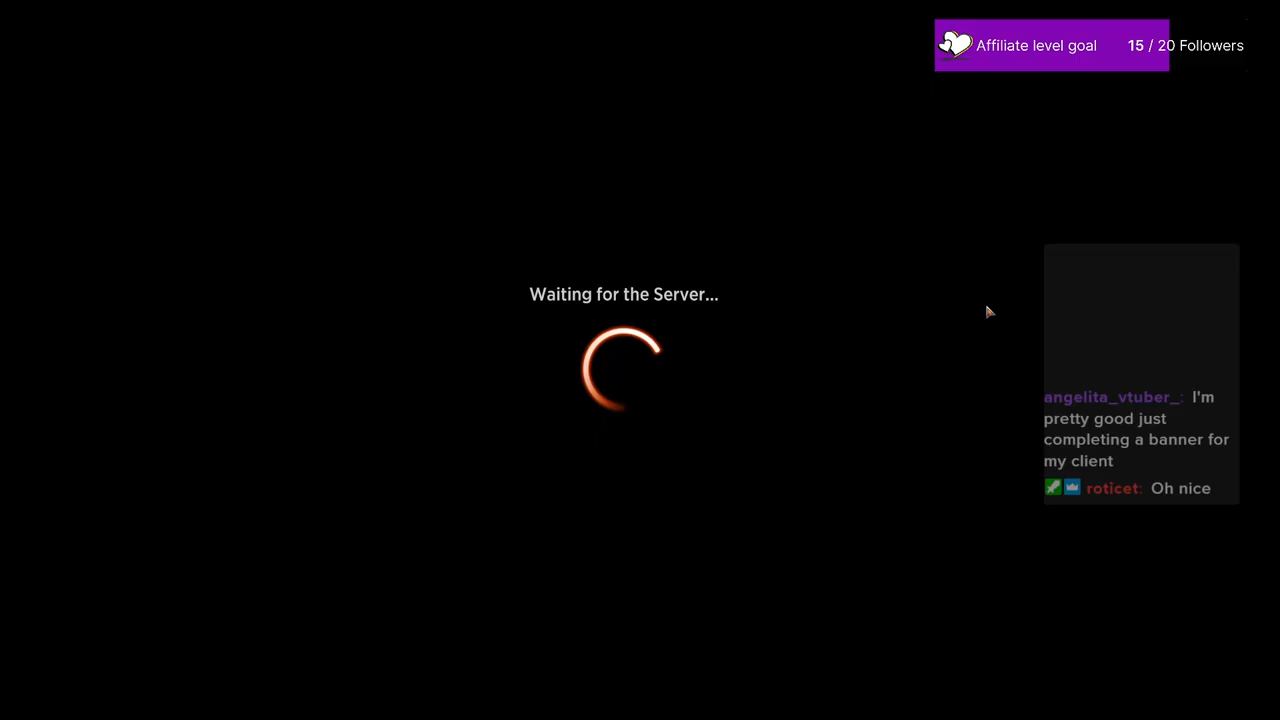 Affiliate level goal 15 / 20 Followers
Waiting for the Server...
angelita_vtuber_: I'm
pretty good just
completing a banner for
my client
roticet: Oh nice